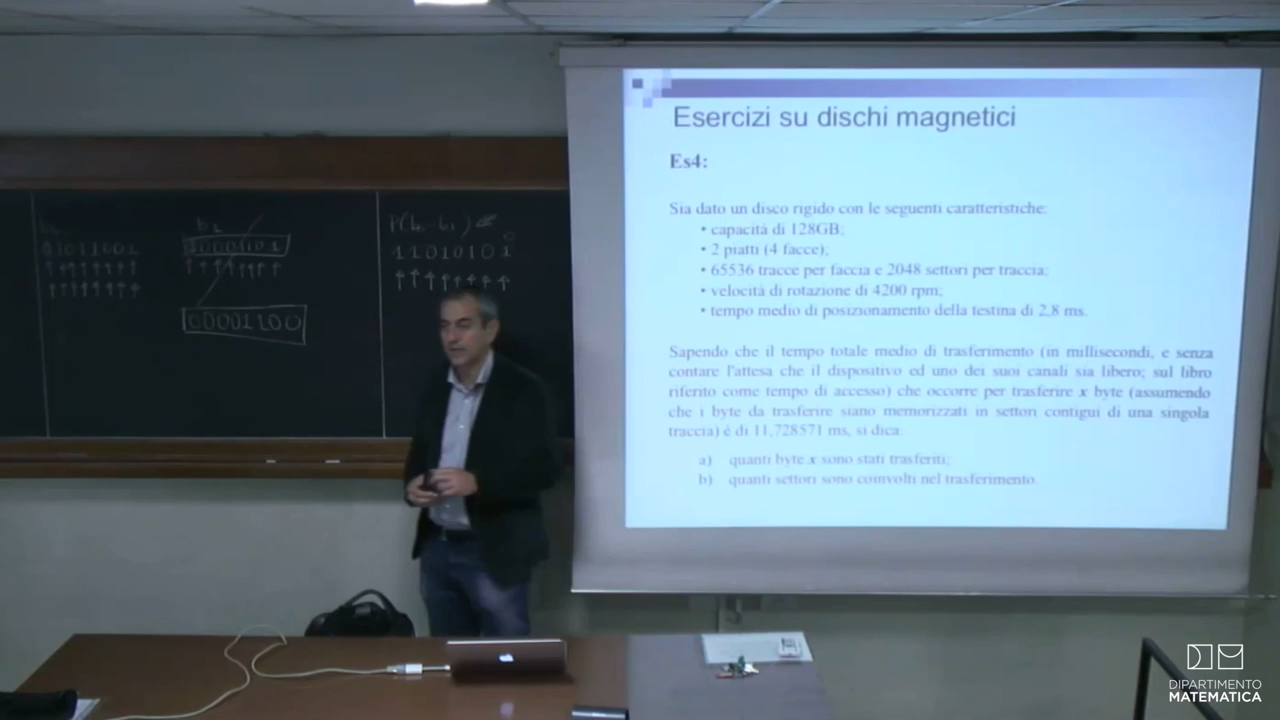 Esercizi su dischi magnetici
Es4:
Sia dato un disco rigido con le seguenti caratteristiche:
• capacità di 128GB;
• 2 piatti (4 facce);
• 65536 tracce per faccia e 2048 settori per traccia;
• velocità di rotazione di 4200 rpm;
• tempo medio di posizionamento della testina di 2,8 ms.
Sapendo che il tempo totale medio di trasferimento (in millisecondi, e senza
contare l'attesa che il dispositivo ed uno dei suoi canali sia libero; sul libro
riferito come tempo di accesso) che occorre per trasferire x byte (assumendo
che i byte da trasferire siano memorizzati in settori contigui di una singola
traccia) é di 11,728571 ms, si dica:
a) quanti byte x sono stati trasferiti;
b) quanti settori sono coinvolti nel trasferimento.
11010101
00001100
DIPARTIMENTO
MATEMATICA